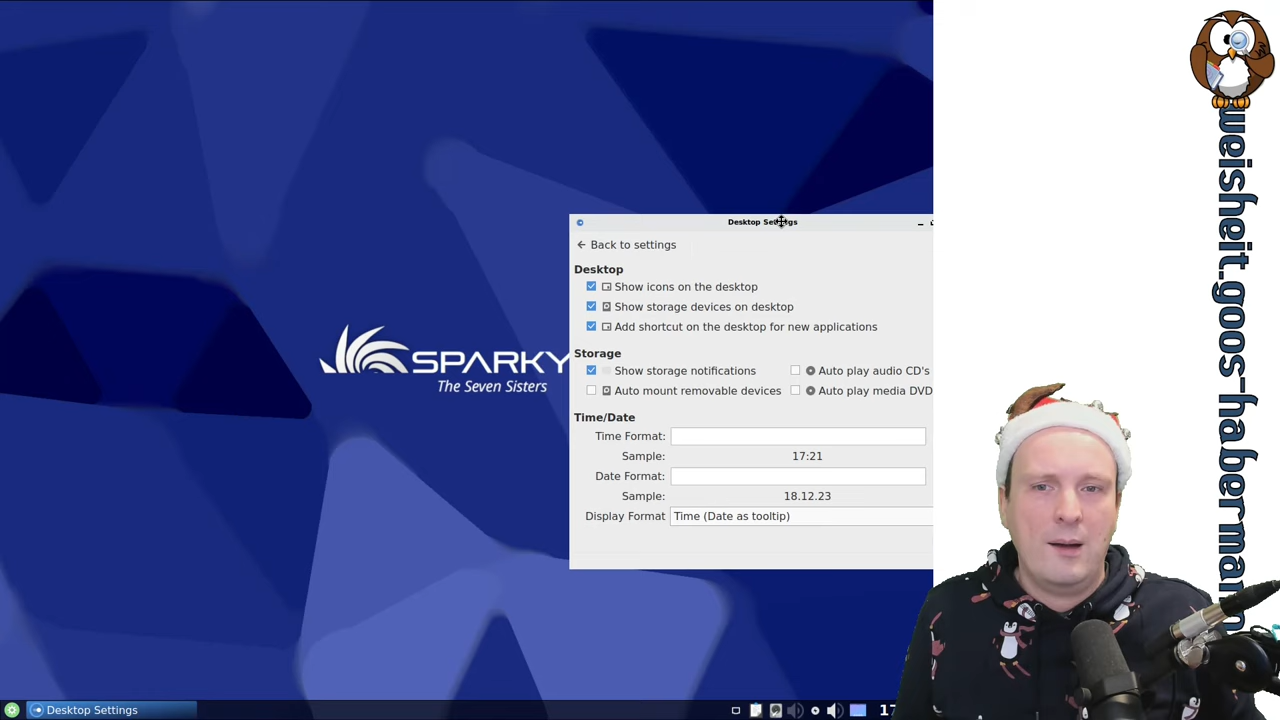 Desktop Settings
Back to settings
Desktop
Show icons on the desktop
Show storage devices on desktop
Add shortcut on the desktop for new applications
Storage
Show storage notifications
Auto play audio CD's
Auto mount removable devices
Auto play media DVD
Time/Date
Time Format:
Sample:
17:21
Date Format:
Sample:
18.12.23
Display Format
Time (Date as tooltip)
SPARKY
The Seven Sisters
Desktop Settings
17
weisheit.goos-habermann